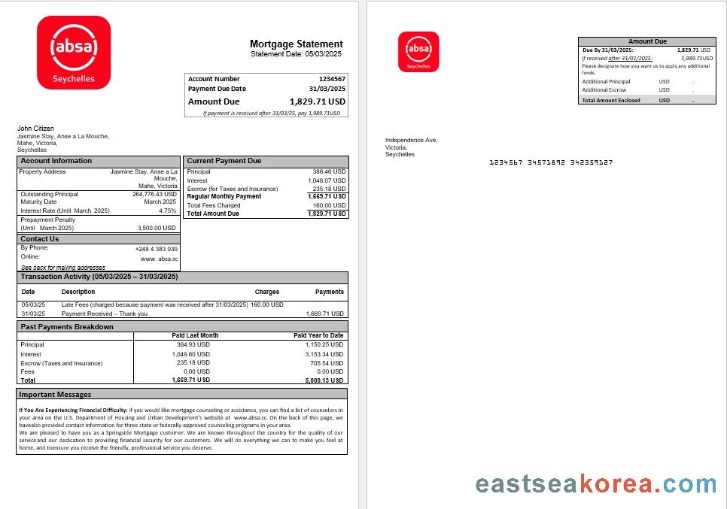 absa
Seychelles
Mortgage Statement
Statement Date: 05/03/2025
Account Number 1234567
Payment Due Date 31/03/2025
Amount Due 1,829.71 USD
If payment is received after 31/03/25, pay 1,989.71USD
John Citizen
Jasmine Stay, Anse a La Mouche,
Mahe, Victoria,
Seychelles
Account Information
Property Address Jasmine Stay, Anse a La
Mouche,
Mahe, Victoria
Outstanding Principal 264,776.43 USD
Maturity Date March 2025
Interest Rate (Until March 2025) 4.75%
Prepayment Penalty
(Until March 2025) 3,500.00 USD
Contact Us
By Phone: +248 4 383 939
Online: www. absa.sc
See back for mailing addresses
Current Payment Due
Principal 386.46 USD
Interest 1,048.07 USD
Escrow (for Taxes and Insurance) 235.18 USD
Regular Monthly Payment 1,669.71 USD
Total Fees Charged 160.00 USD
Total Amount Due 1,829.71 USD
Transaction Activity (05/03/2025 – 31/03/2025)
Date Description Charges Payments
05/03/25 Late Fees (charged because payment was received after 31/03/2025) 160.00 USD
31/03/25 Payment Received – Thank you 1,669.71 USD
Past Payments Breakdown
Paid Last Month Paid Year to Date
Principal 384.93 USD 1,150.25 USD
Interest 1,049.60 USD 3,153.34 USD
Escrow (Taxes and Insurance) 235.18 USD 705.54 USD
Fees 0.00 USD 0.00 USD
Total 1,669.71 USD 5,009.13 USD
Important Messages
If You Are Experiencing Financial Difficulty: If you would like mortgage counseling or assistance, you can find a list of counselors in
your area on the U.S. Department of Housing and Urban Development's website at www.absa.sc. On the back of this page, we
havealso provided contact information for three state or federally-approved counseling programs in your area.
We are pleased to have you as a Springside Mortgage customer. We are known throughout the country for the quality of our
service and our dedication to providing financial security for our customers. We will do everything we can to make you feel at
home, and toensure you receive the friendly, professional service you deserve.
absa
Seychelles
Amount Due
Due By 31/03/2025: 1,829.71 USD
If received after 31/03/2025: 1,989.71USD
Please designate how you want us to apply any additional
funds.
Additional Principal USD .
Additional Escrow USD .
Total Amount Enclosed USD .
Independence Ave,
Victoria,
Seychelles
1234567 34571892 342359127
eastseakorea.com